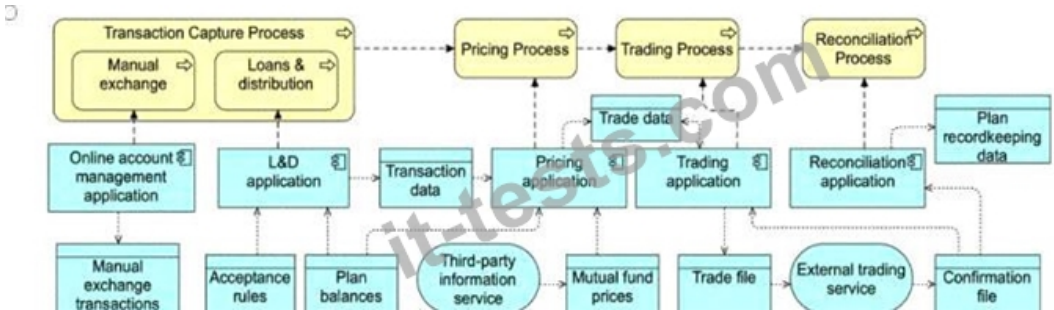 Transaction Capture Process
Manual
exchange
Loans &
distribution
Pricing Process
Trading Process
Reconciliation
Process
Trade data
Plan
recordkeeping
data
Online account
management
application
L&D
application
Transaction
data
Pricing
application
Trading
application
Reconciliation
application
Manual
exchange
transactions
Acceptance
rules
Plan
balances
Third-party
information
service
Mutual fund
prices
Trade file
External trading
service
Confirmation
file
it-tests.com